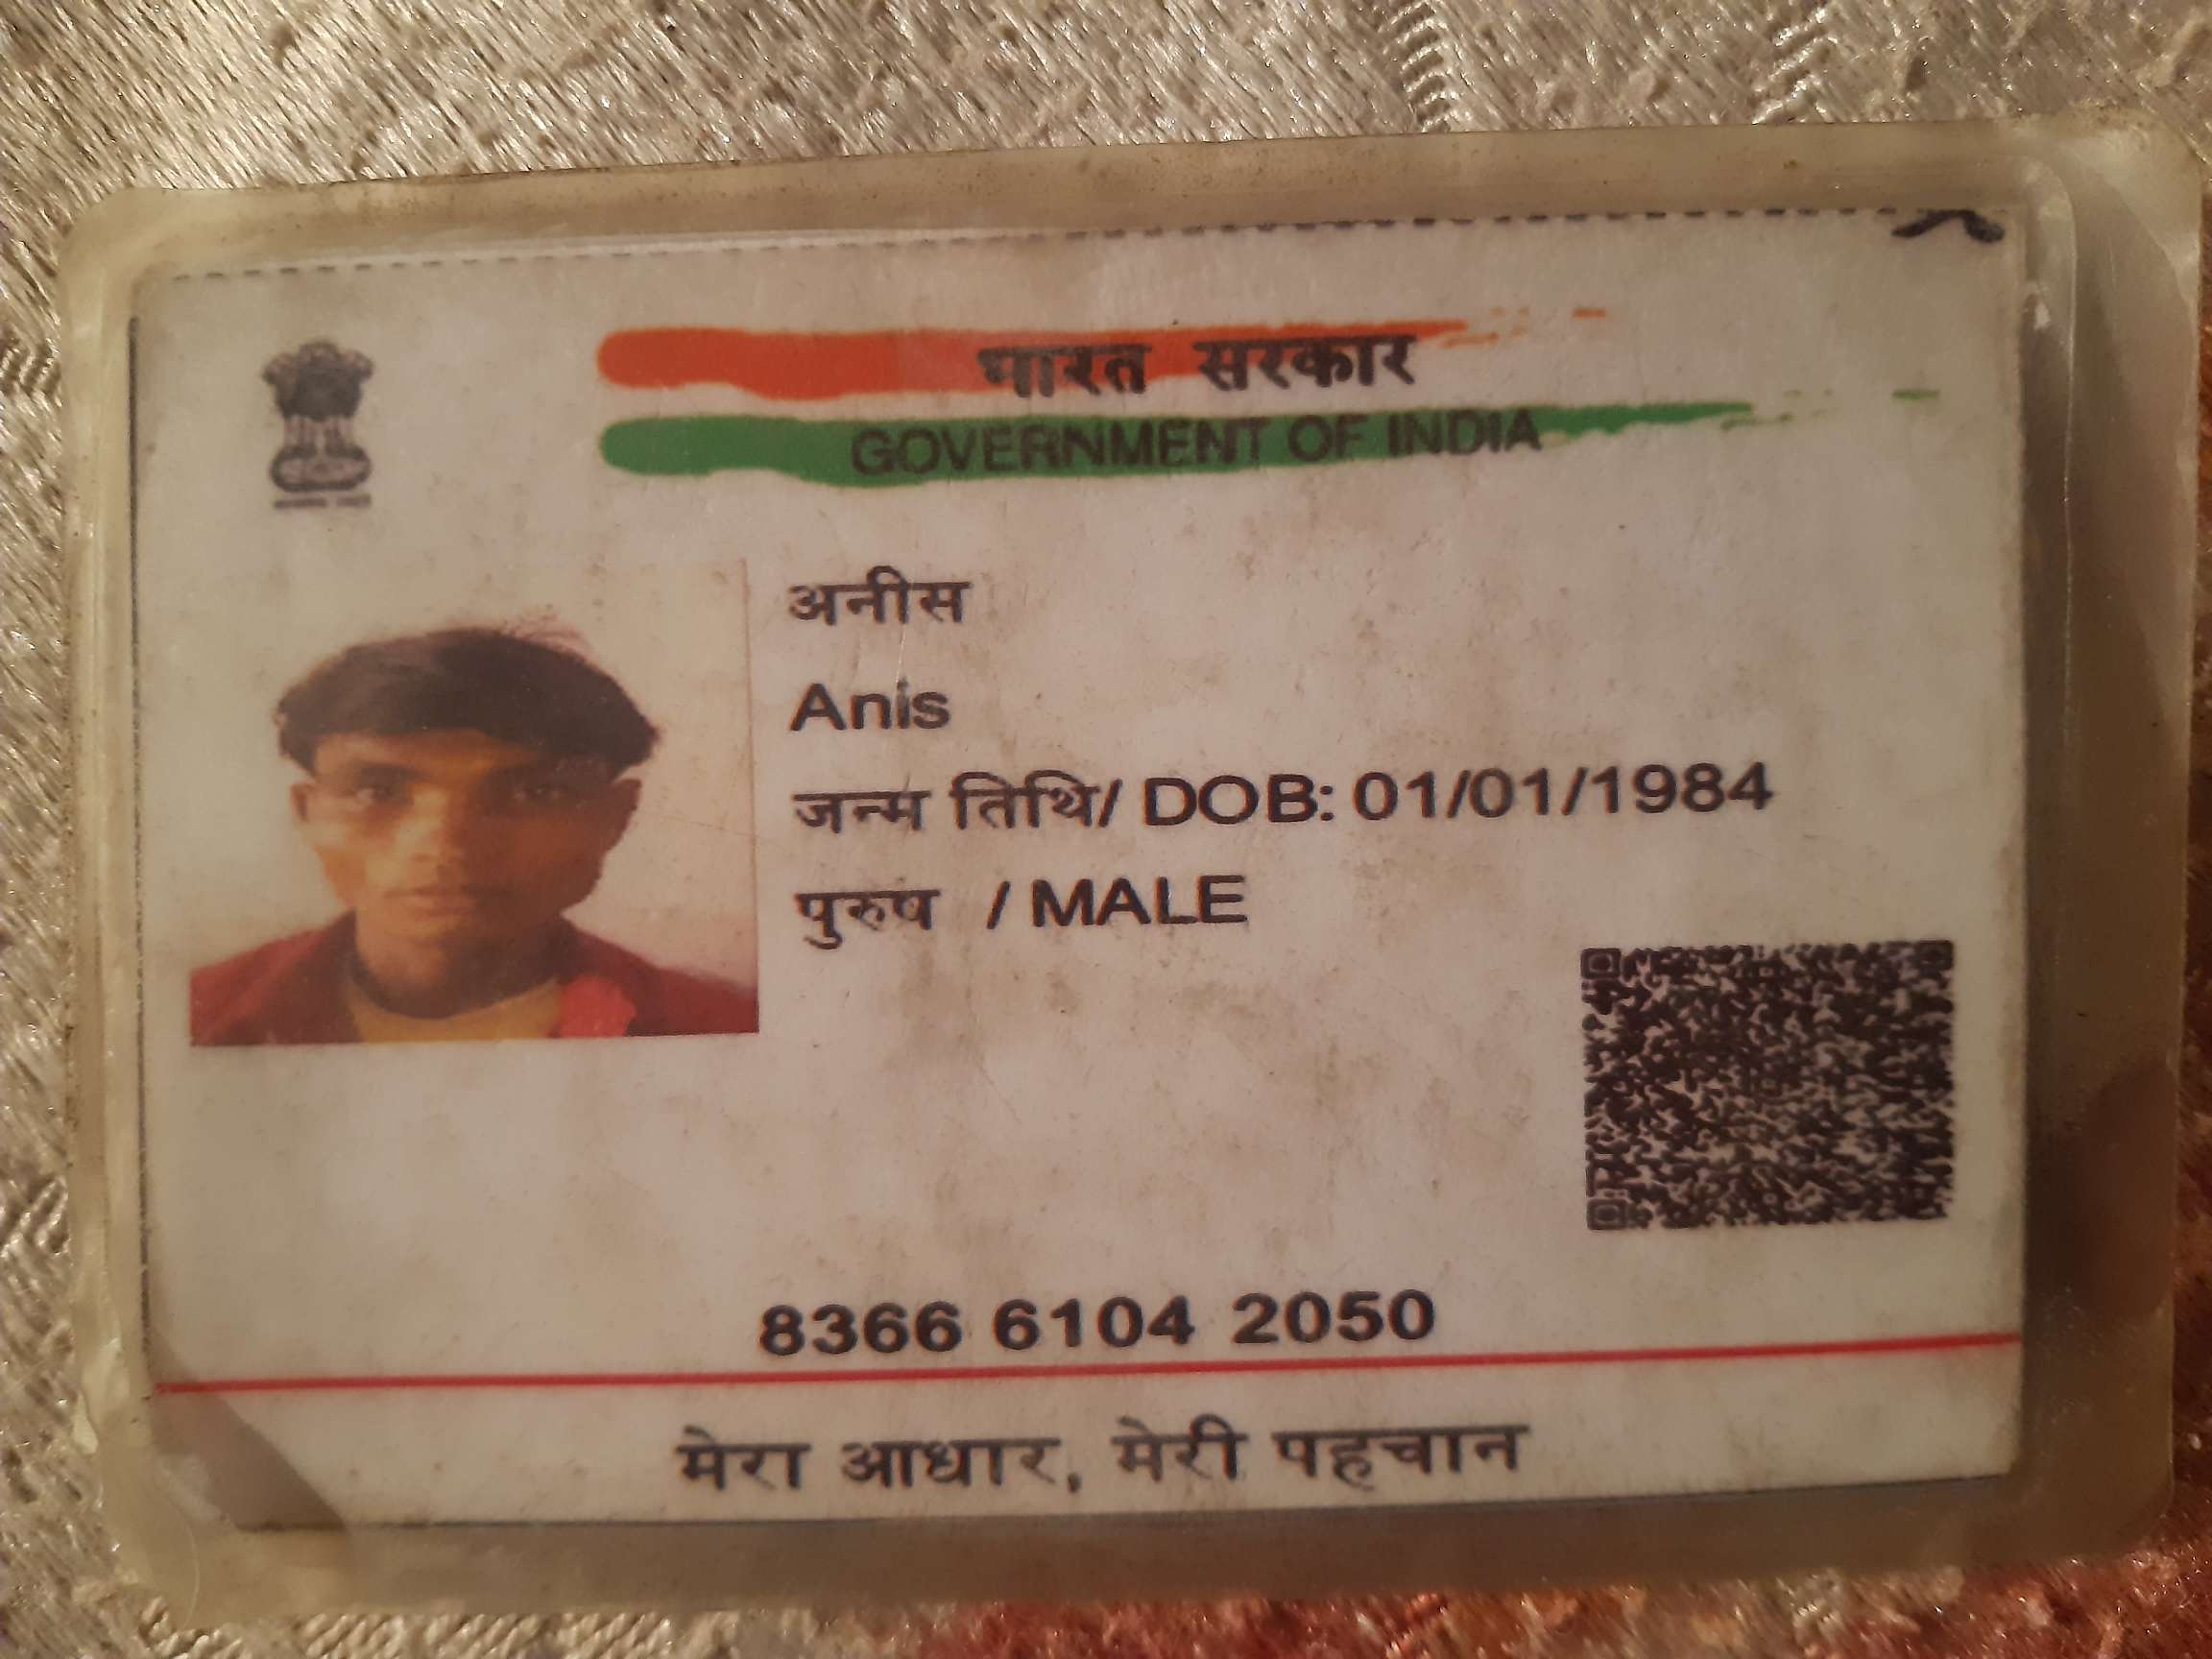 भारत सरकार
GOVERNMENT OF INDIA
अनीस
Anis
जन्म तिथि/ DOB: 01/01/1984
पुरुष / MALE
8366 6104 2050
मेरा आधार, मेरी पहचान